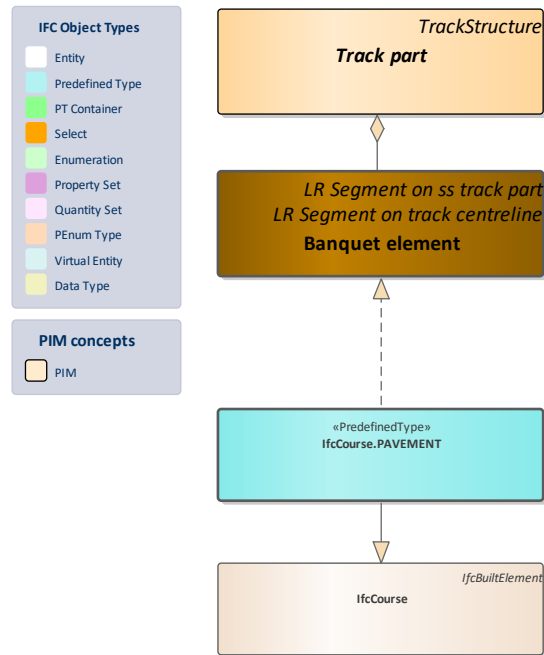 IFC Object Types
Entity
Predefined Type
PT Container
Select
Enumeration
Property Set
Quantity Set
PEnum Type
Virtual Entity
Data Type
PIM concepts
PIM
TrackStructure
Track part
LR Segment on ss track part
LR Segment on track centreline
Banquet element
«PredefinedType»
IfcCourse.PAVEMENT
IfcBuiltElement
IfcCourse